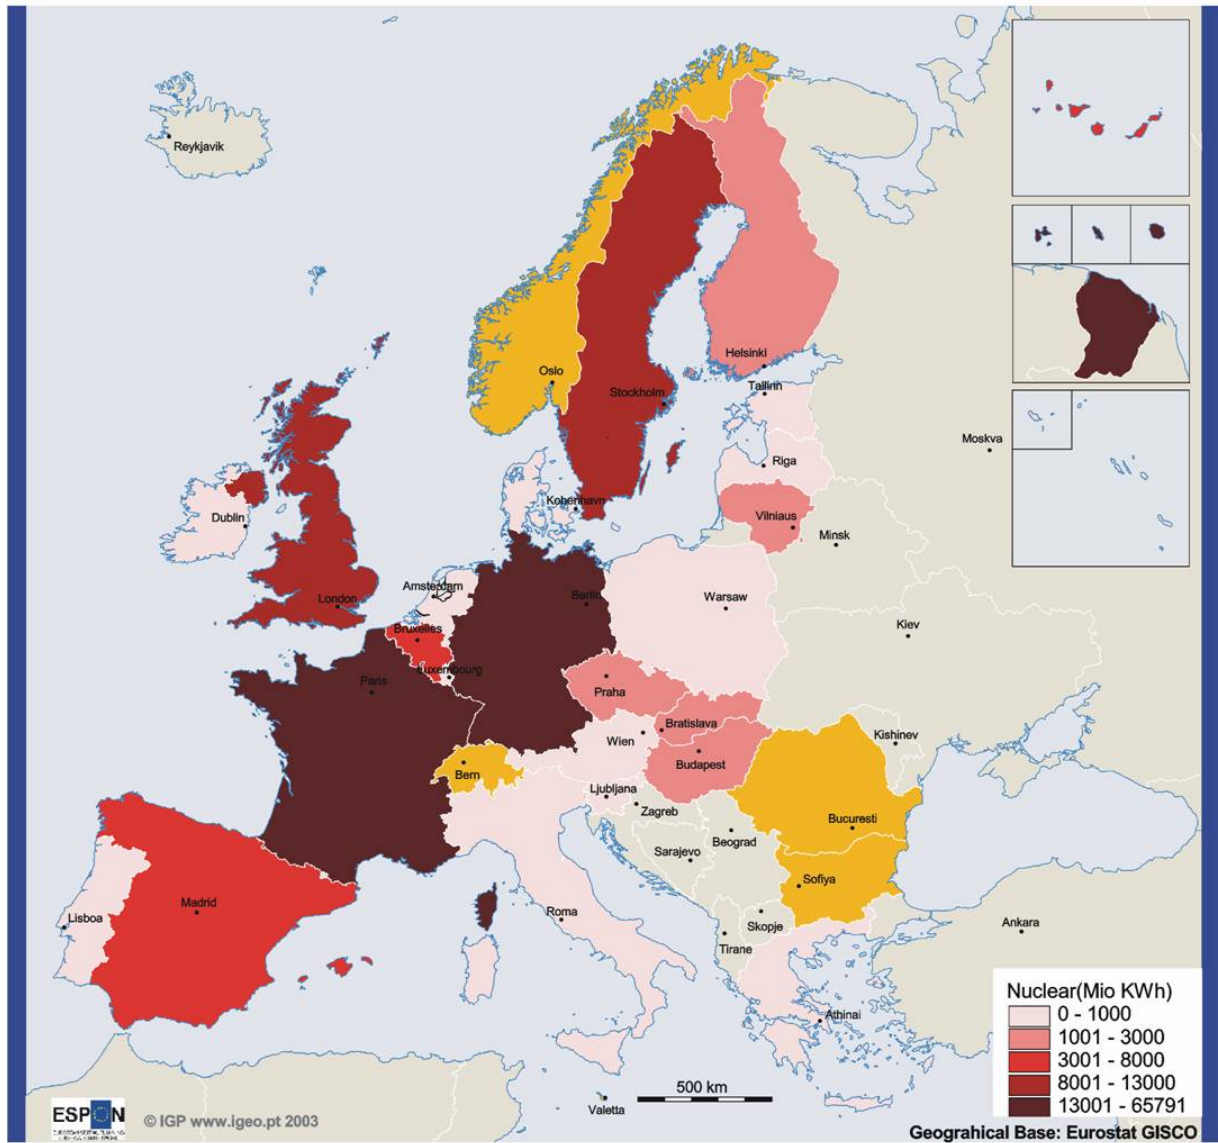 Reykjavik
Oslo
Helsinki
Tallinn
Stockholm
Moskva
Riga
Kobenhavn
Vilniaus
Dublin
Minsk
Amsterdam
London
Berlin
Warsaw
Kiev
Bruxelles
Luxembourg
Paris
Praha
Bratislava
Kishinev
Wien
Budapest
Bern
Ljubljana
Zagreb
Bucuresti
Beograd
Sarajevo
Sofiya
Madrid
Lisboa
Roma
Skopje
Ankara
Tirane
Athinai
Valetta
500 km
Nuclear(Mio KWh)
0 - 1000
1001 - 3000
3001 - 8000
8001 - 13000
13001 - 65791
ESPON
© IGP www.igeo.pt 2003
Geograhical Base: Eurostat GISCO